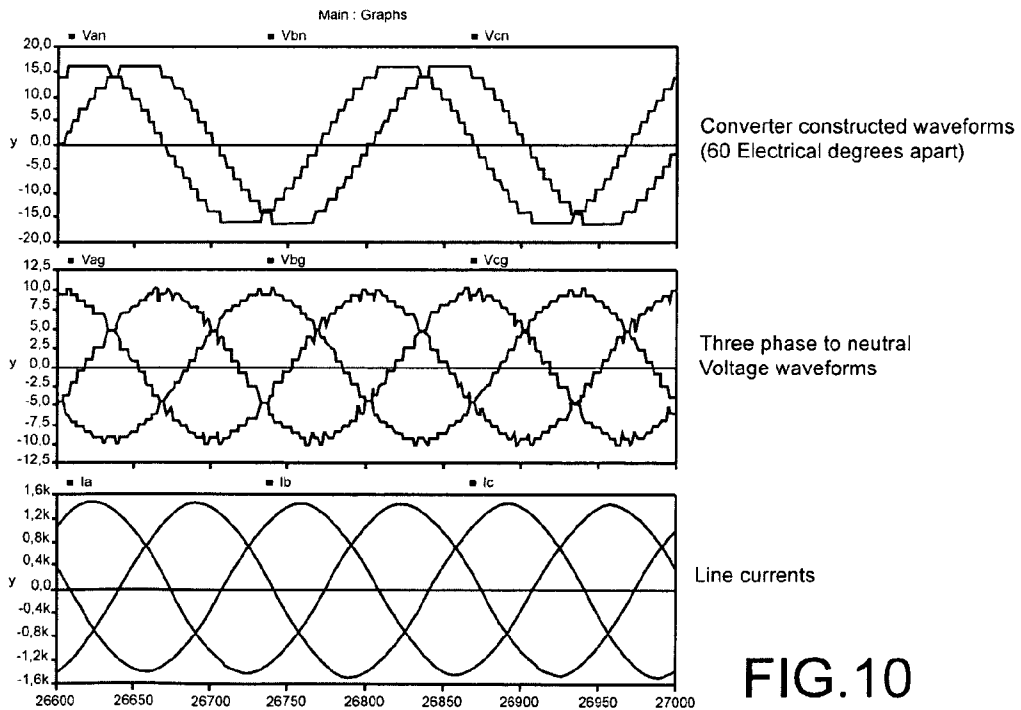 Main : Graphs
Van Vbn Vcn
20,0
15,0
10,0
5,0
y 0,0
-5,0
-10,0
-15,0
-20,0
Converter constructed waveforms
(60 Electrical degrees apart)
Vag Vbg Vcg
12,5
10,0
7,5
5,0
2,5
y 0,0
-2,5
-5,0
-7,5
-10,0
-12,5
Three phase to neutral
Voltage waveforms
Ia Ib Ic
1,6k
1,2k
0,8k
0,4k
y 0,0
-0,4k
-0,8k
-1,2k
-1,6k
Line currents
26600 26650 26700 26750 26800 26850 26900 26950 27000
FIG.10